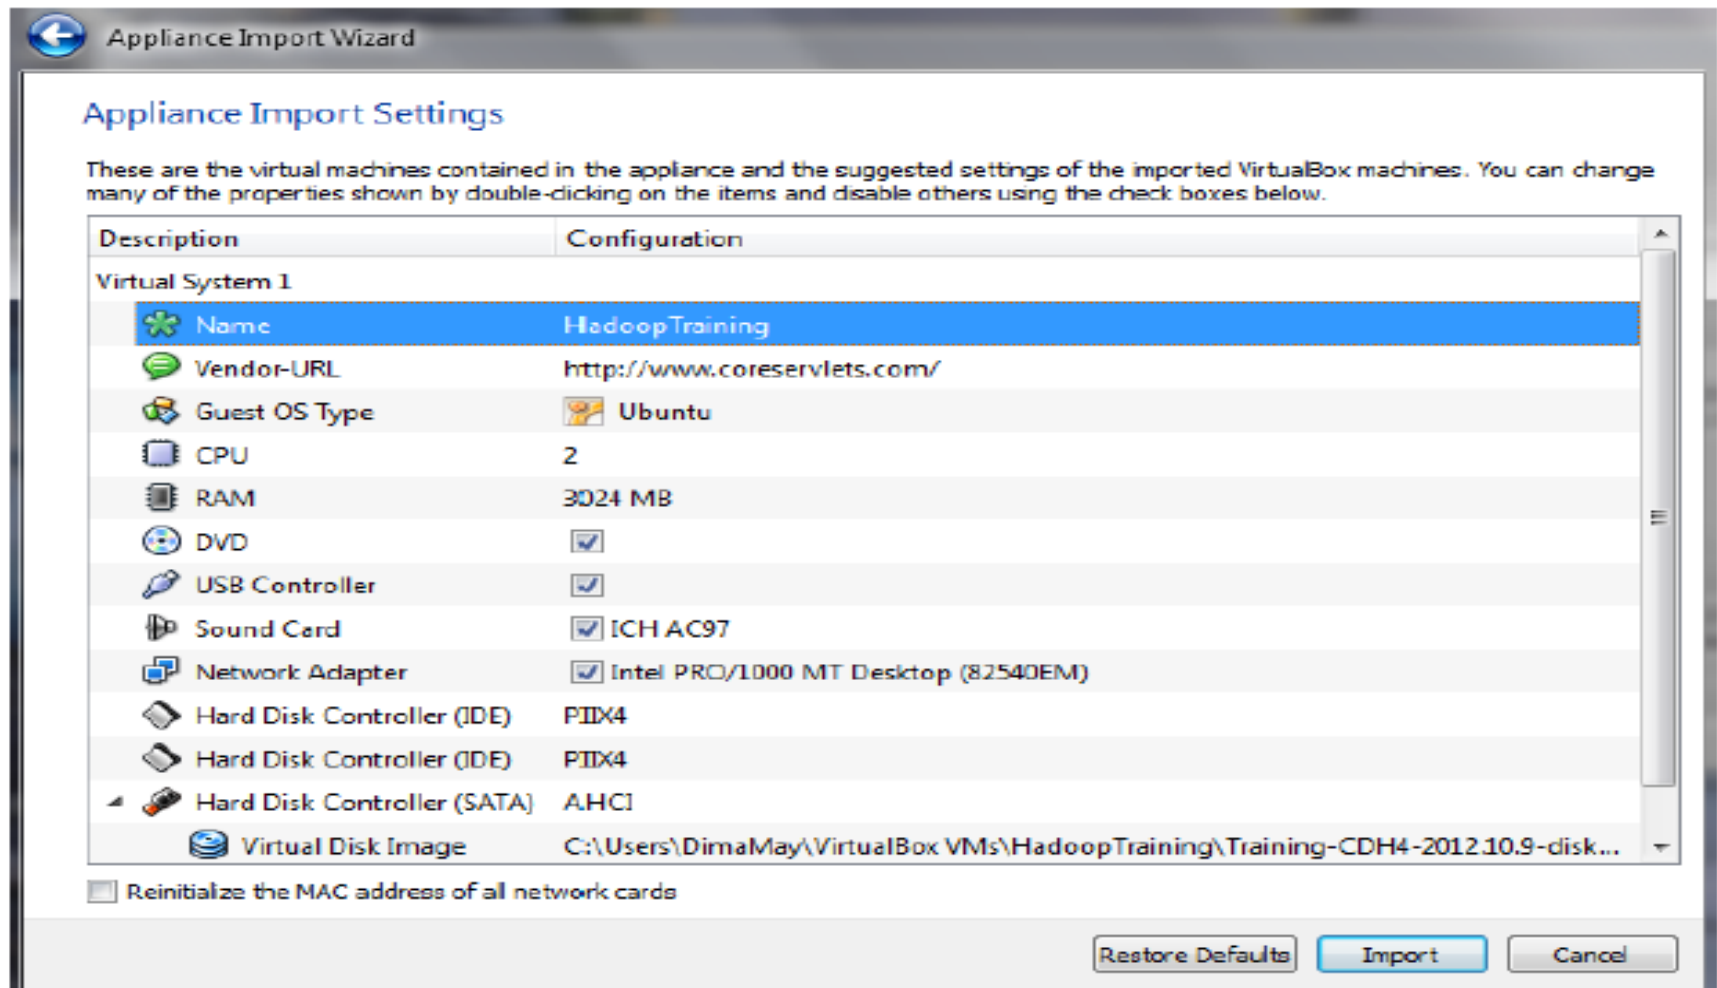 Appliance Import Wizard
Appliance Import Settings
These are the virtual machines contained in the appliance and the suggested settings of the imported VirtualBox machines. You can change
many of the properties shown by double-clicking on the items and disable others using the check boxes below.
Description Configuration
Virtual System 1
Name HadoopTraining
Vendor-URL http://www.coreservlets.com/
Guest OS Type Ubuntu
CPU 2
RAM 3024 MB
DVD
USB Controller
Sound Card ICH AC97
Network Adapter Intel PRO/1000 MT Desktop (82540EM)
Hard Disk Controller (IDE) PIIX4
Hard Disk Controller (IDE) PIIX4
Hard Disk Controller (SATA) AHCI
Virtual Disk Image C:\Users\DimaMay\VirtualBox VMs\HadoopTraining\Training-CDH4-2012.10.9-disk...
Reinitialize the MAC address of all network cards
Restore Defaults Import Cancel